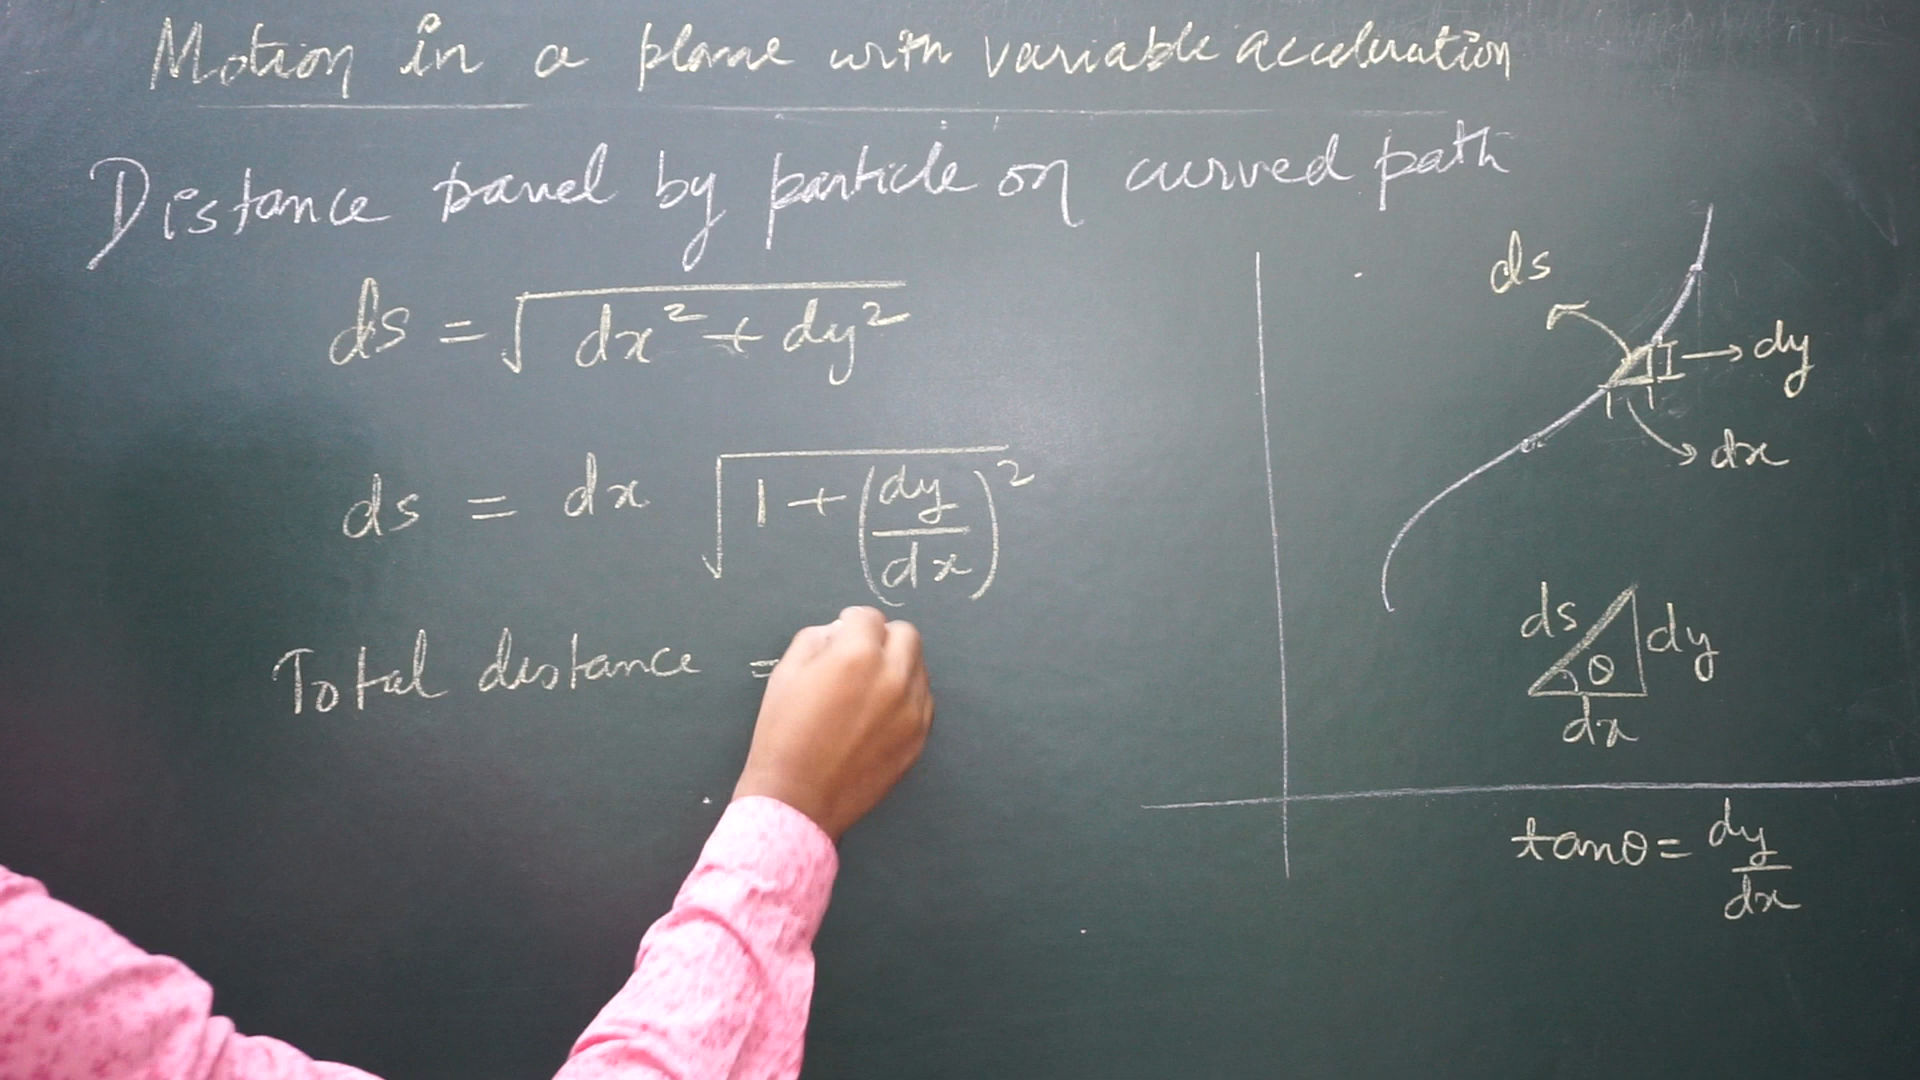 Motion in a plane with variable acceleration
Distance travel by particle on curved path
ds = √(dx² + dy²)
ds = dx √(1 + (dy/dx)²)
Total distance =
ds
dy
dx
ds
dy
θ
dx
tanθ = dy/dx